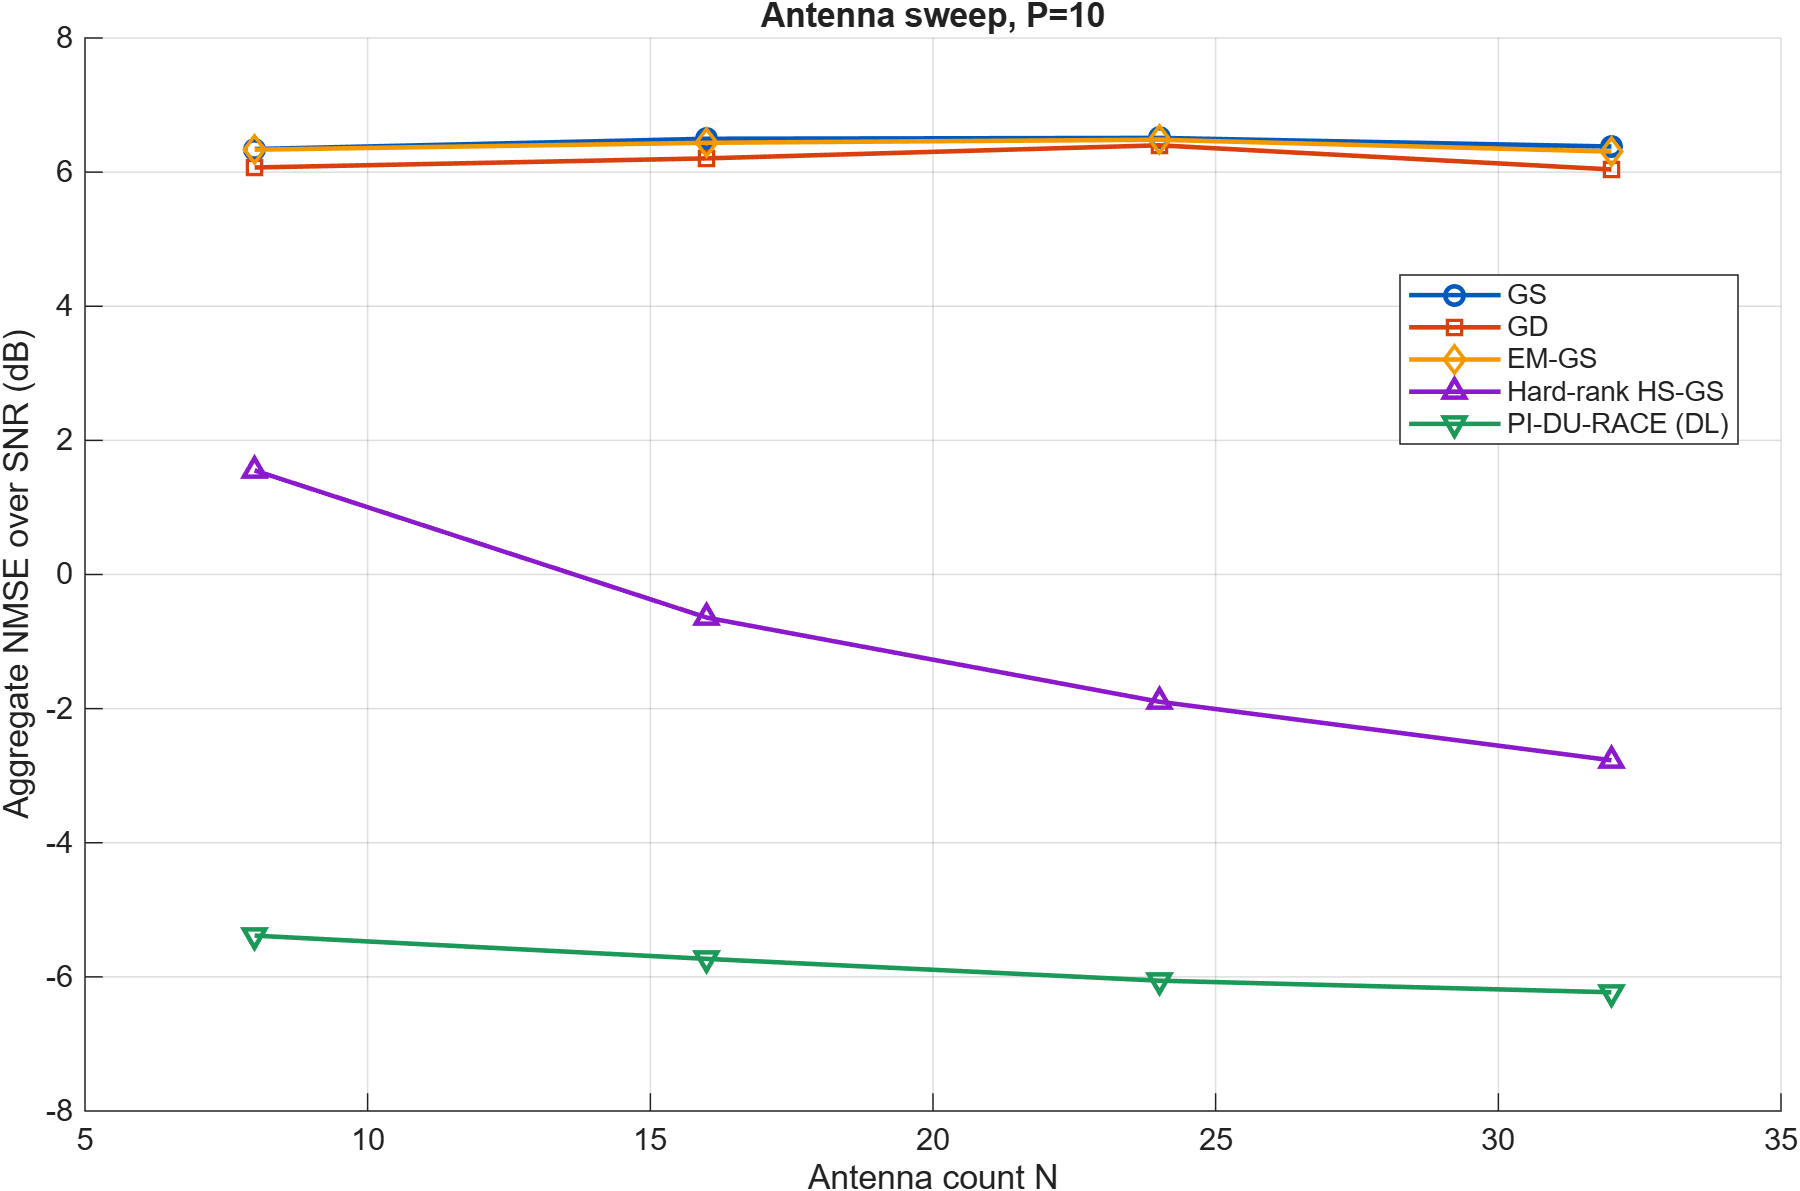 Antenna sweep, P=10
8
6
4
2
0
-2
-4
-6
-8
Aggregate NMSE over SNR (dB)
GS
GD
EM-GS
Hard-rank HS-GS
PI-DU-RACE (DL)
5 10 15 20 25 30 35
Antenna count N